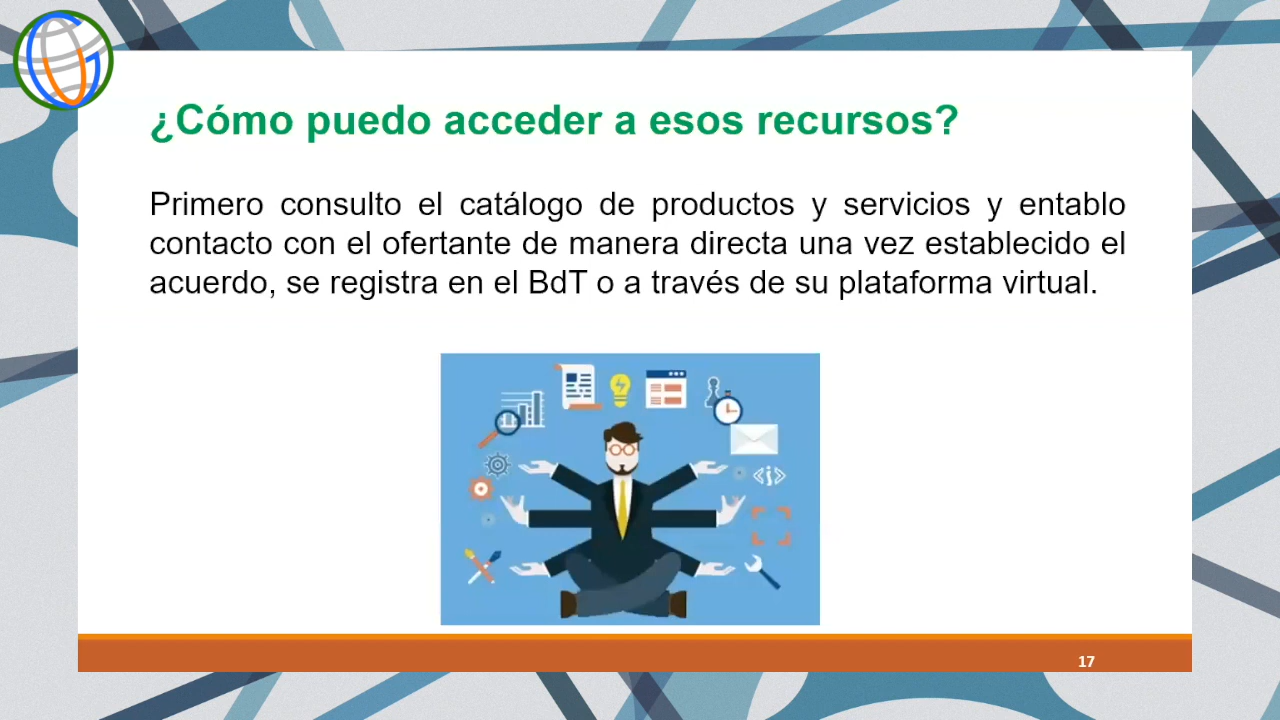 ¿Cómo puedo acceder a esos recursos?
Primero consulto el catálogo de productos y servicios y entablo
contacto con el ofertante de manera directa una vez establecido el
acuerdo, se registra en el BdT o a través de su plataforma virtual.
17